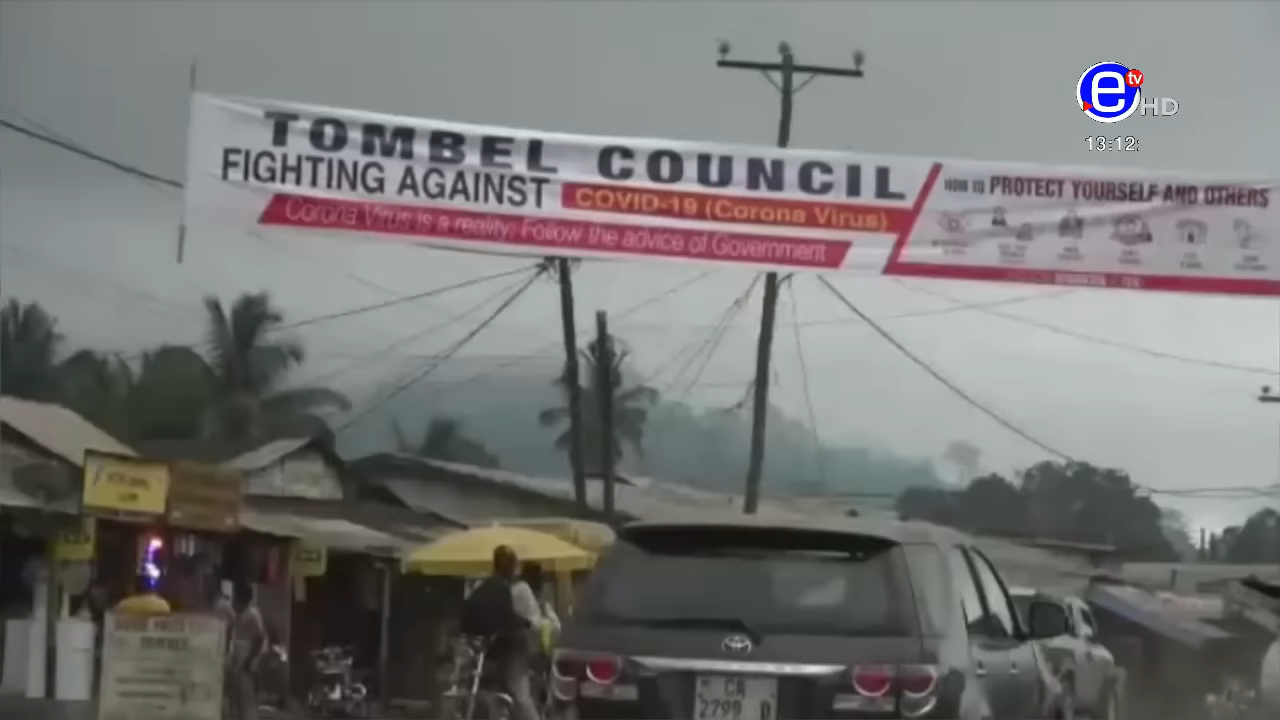 e tv HD
13:12
TOMBEL COUNCIL
FIGHTING AGAINST COVID-19 (Corona Virus)
Corona Virus is a reality: Follow the advice of Government
HOW TO PROTECT YOURSELF AND OTHERS
CA
2799 D